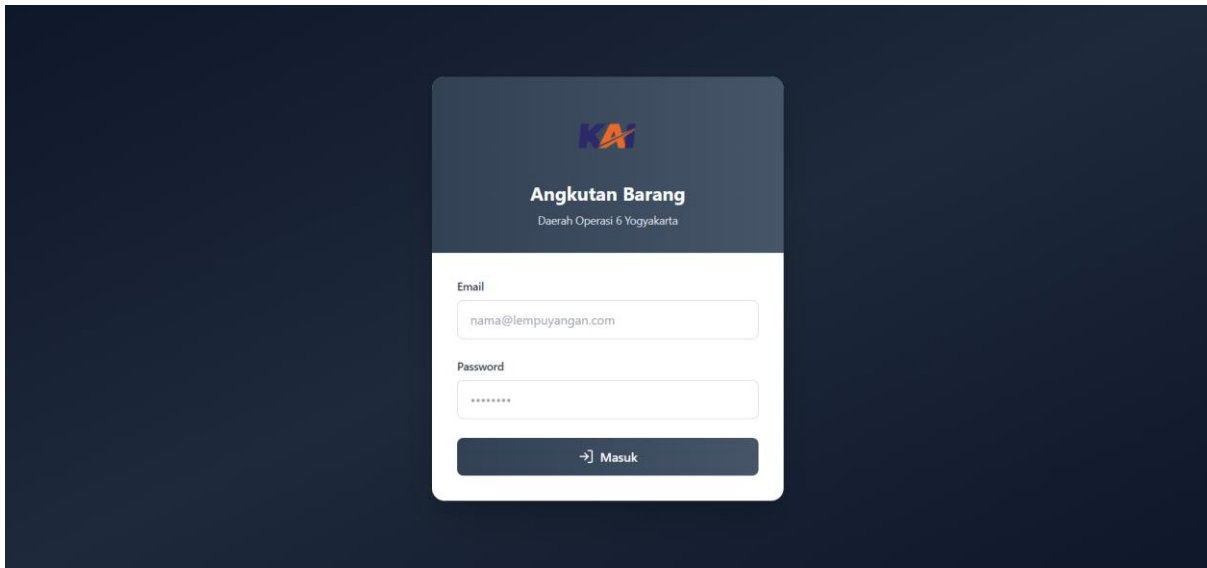 KAI
Angkutan Barang
Daerah Operasi 6 Yogyakarta
Email
nama@lempuyangan.com
Password
••••••••
Masuk